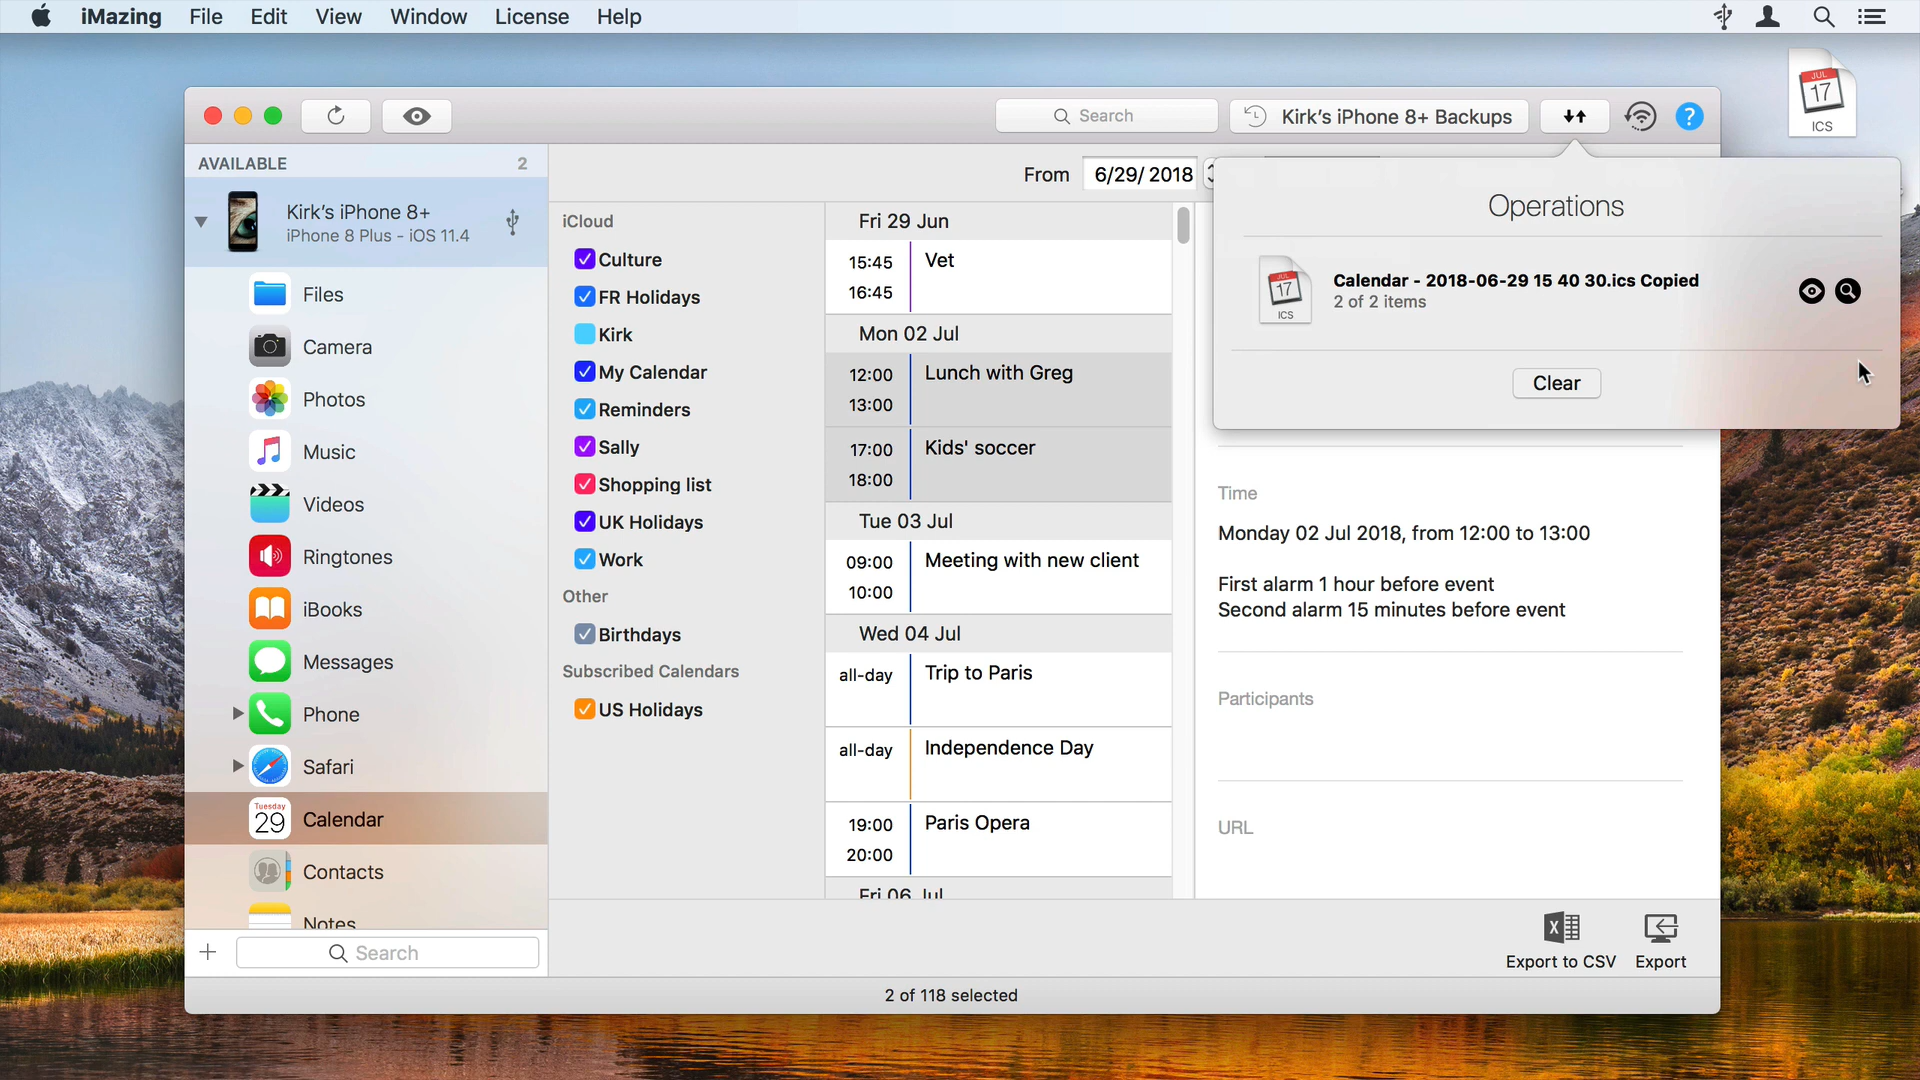 iMazing File Edit View Window License Help
JUL
17
ICS
Search
Kirk's iPhone 8+ Backups
?
AVAILABLE 2
Kirk's iPhone 8+
iPhone 8 Plus - iOS 11.4
Files
Camera
Photos
Music
Videos
Ringtones
iBooks
Messages
Phone
Safari
Tuesday
29
Calendar
Contacts
Notes
+
Search
From 6/29/2018
iCloud
Culture
FR Holidays
Kirk
My Calendar
Reminders
Sally
Shopping list
UK Holidays
Work
Other
Birthdays
Subscribed Calendars
US Holidays
Fri 29 Jun
15:45 Vet
16:45
Mon 02 Jul
12:00 Lunch with Greg
13:00
17:00 Kids' soccer
18:00
Tue 03 Jul
09:00 Meeting with new client
10:00
Wed 04 Jul
all-day Trip to Paris
all-day Independence Day
19:00 Paris Opera
20:00
Fri 06 Jul
Operations
JUL
17
ICS
Calendar - 2018-06-29 15 40 30.ics Copied
2 of 2 items
Clear
Time
Monday 02 Jul 2018, from 12:00 to 13:00
First alarm 1 hour before event
Second alarm 15 minutes before event
Participants
URL
X
Export to CSV
Export
2 of 118 selected